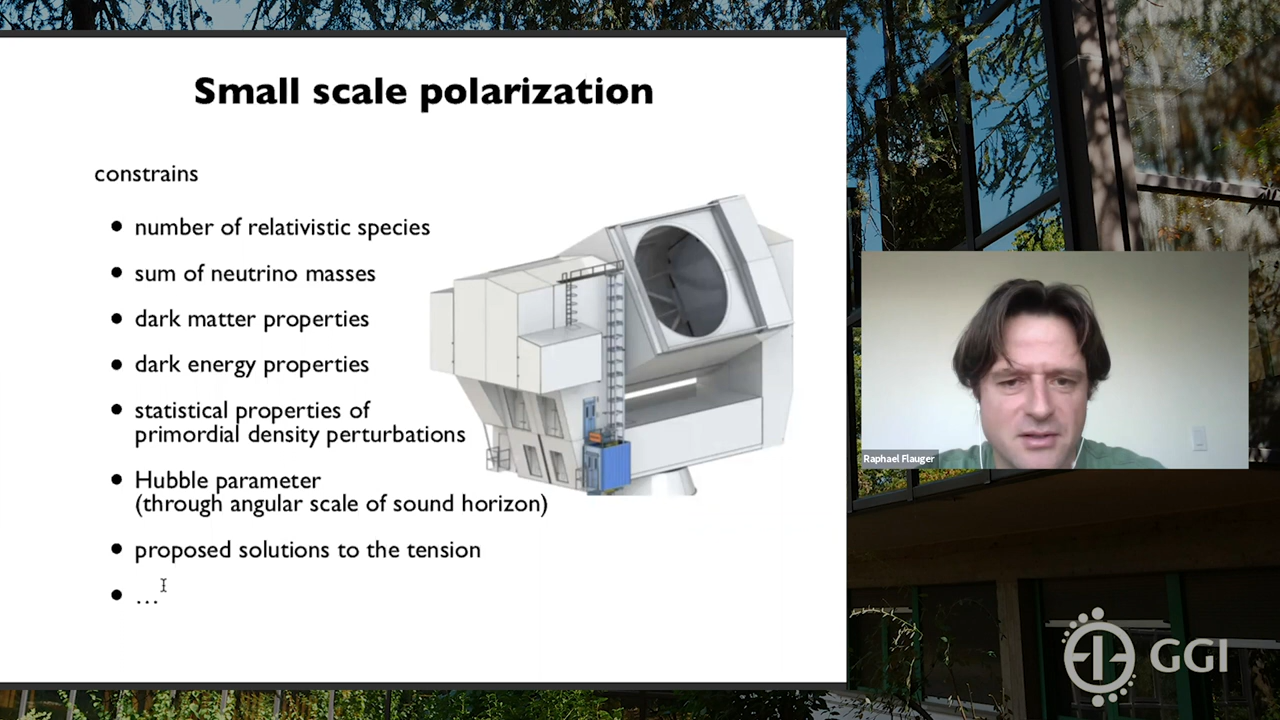 Small scale polarization
constrains
• number of relativistic species
• sum of neutrino masses
• dark matter properties
• dark energy properties
• statistical properties of
primordial density perturbations
• Hubble parameter
(through angular scale of sound horizon)
• proposed solutions to the tension
• …
Raphael Flauger
GGI